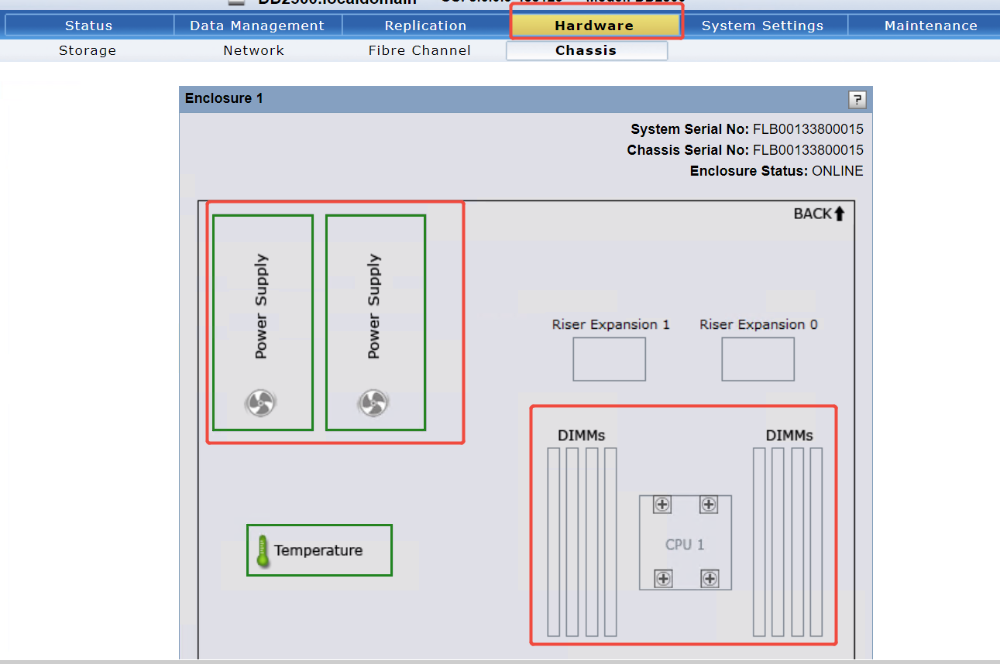 DD2500.localdomain
Status Data Management Replication Hardware System Settings Maintenance
Storage Network Fibre Channel Chassis
Enclosure 1 ?
System Serial No: FLB00133800015
Chassis Serial No: FLB00133800015
Enclosure Status: ONLINE
BACK
Power Supply
Power Supply
Riser Expansion 1 Riser Expansion 0
DIMMs DIMMs
CPU 1
Temperature